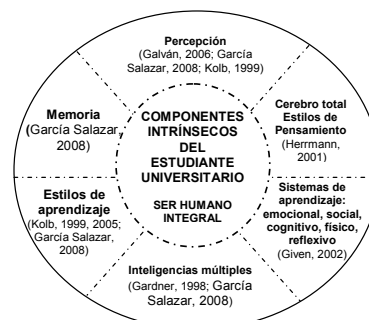 Percepción
(Galván, 2006; García
Salazar, 2008; Kolb, 1999)
Cerebro total
Estilos de
Pensamiento
(Herrmann,
2001)
Sistemas de
aprendizaje:
emocional, social,
cognitivo, físico,
reflexivo
(Given, 2002)
Inteligencias múltiples
(Gardner, 1998; García
Salazar, 2008)
Estilos de
aprendizaje
(Kolb, 1999, 2005;
García Salazar,
2008)
Memoria
(García Salazar,
2008)
COMPONENTES
INTRÍNSECOS
DEL
ESTUDIANTE
UNIVERSITARIO
SER HUMANO
INTEGRAL